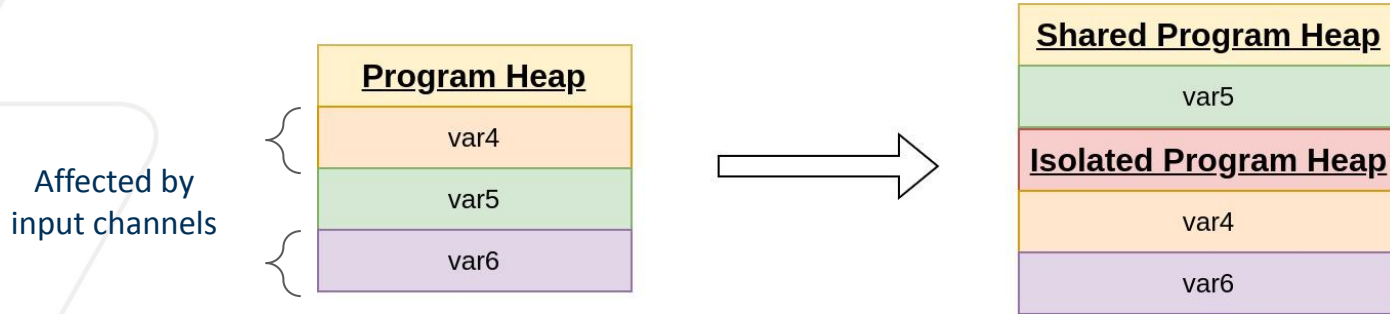 Program Heap
var4
var5
var6
Affected by
input channels
Shared Program Heap
var5
Isolated Program Heap
var4
var6